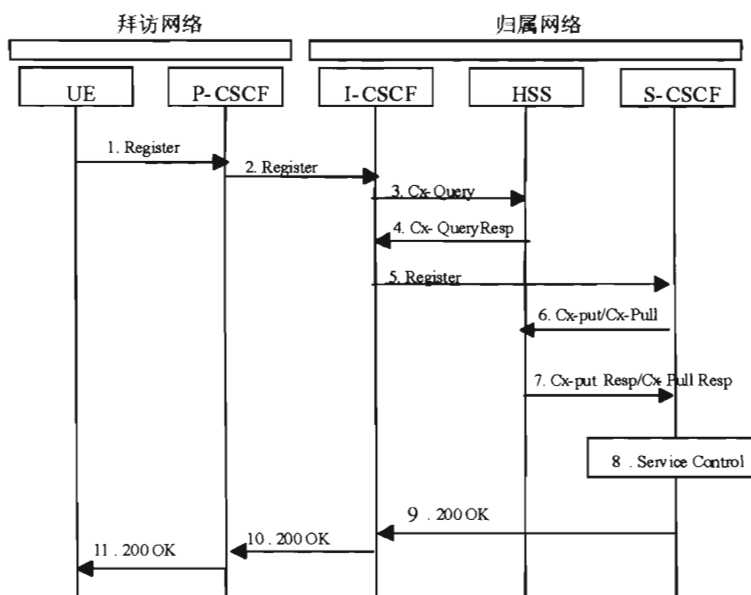 拜访网络
归属网络
UE
P-CSCF
I-CSCF
HSS
S-CSCF
1. Register
2. Register
3. Cx-Query
4. Cx-QueryResp
5. Register
6. Cx-put/Cx-Pull
7. Cx-put Resp/Cx-Pull Resp
8 . Service Control
9 . 200 OK
10 . 200 OK
11 . 200 OK